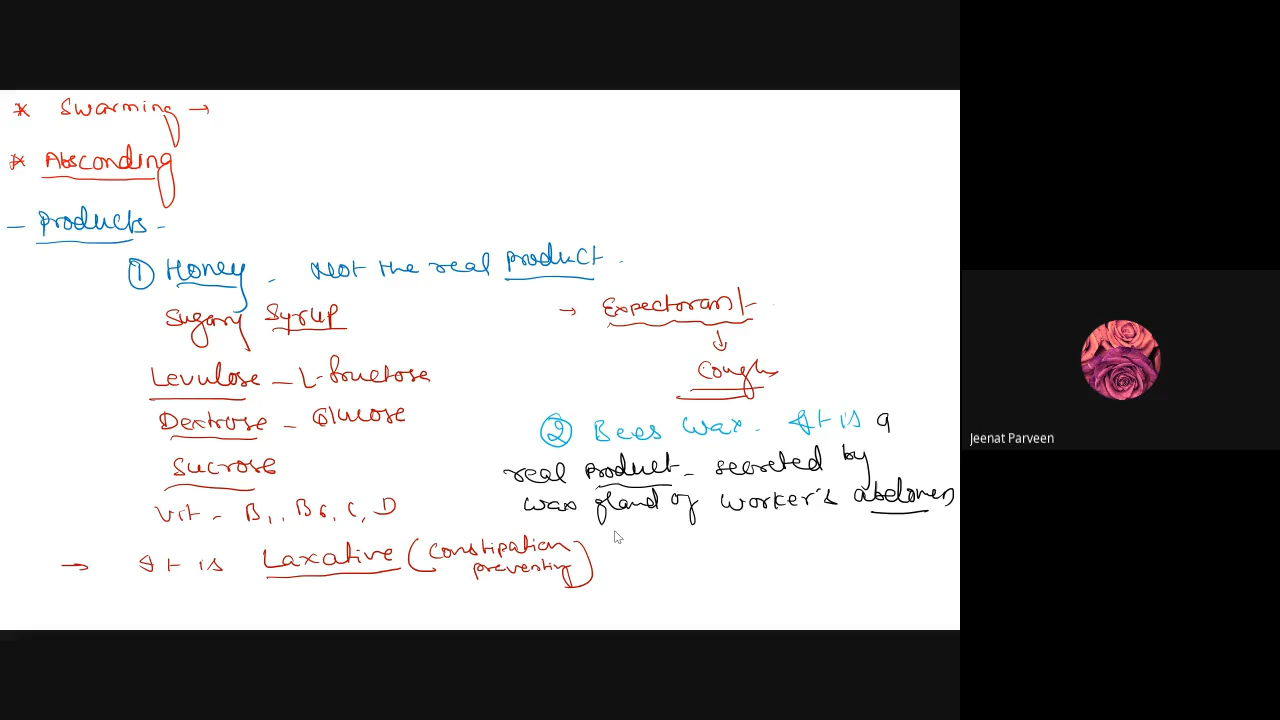 * Swarming →
* Absconding
- Products -
① Honey - Not the real product.
Sugary Syrup
Levulose - L-fructose
Dextrose - Glucose
Sucrose
Vit - B1, B6, C, D
→ It is Laxative (Constipation preventing)
→ Expectorant
↓
Coughs
② Bees Wax. It is a
real product - secreted by
wax gland of worker's abdomen
Jeenat Parveen